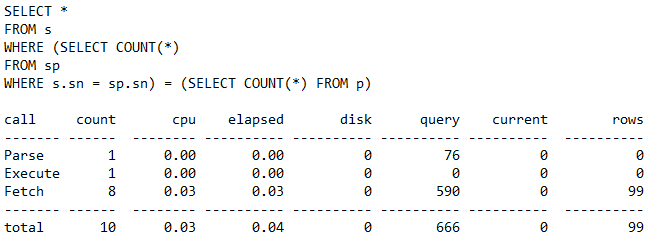 SELECT *
FROM s
WHERE (SELECT COUNT(*)
FROM sp
WHERE s.sn = sp.sn) = (SELECT COUNT(*) FROM p)
call     count       cpu    elapsed       disk      query    current        rows
------- ------  -------- ---------- ---------- ---------- ----------  ----------
Parse        1      0.00       0.00          0         76          0           0
Execute      1      0.00       0.00          0          0          0           0
Fetch        8      0.03       0.03          0        590          0          99
------- ------  -------- ---------- ---------- ---------- ----------  ----------
total       10      0.03       0.04          0        666          0          99